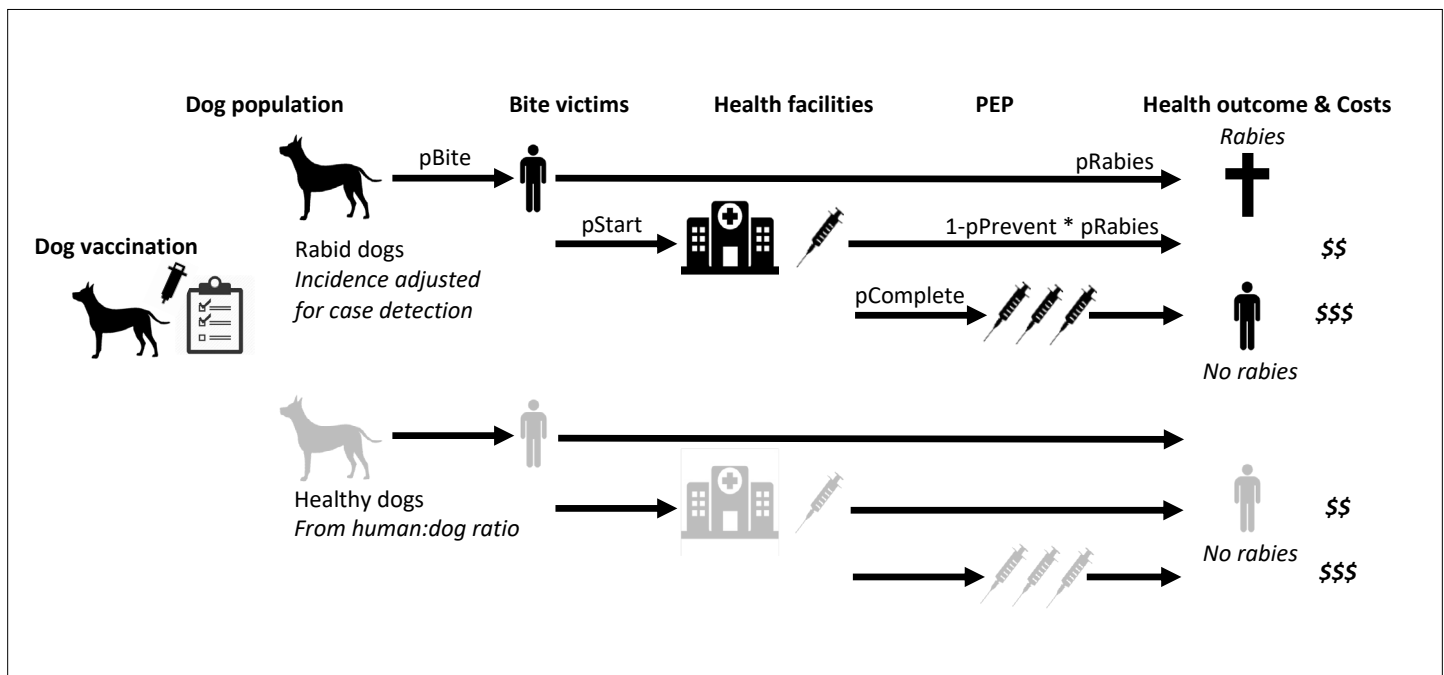 Dog population Bite victims Health facilities PEP Health outcome & Costs
Rabies
pBite
pRabies
pStart
1-pPrevent * pRabies
Dog vaccination
Rabid dogs
Incidence adjusted
for case detection
$$
pComplete
$$$
No rabies
Healthy dogs
From human:dog ratio
$$
No rabies
$$$